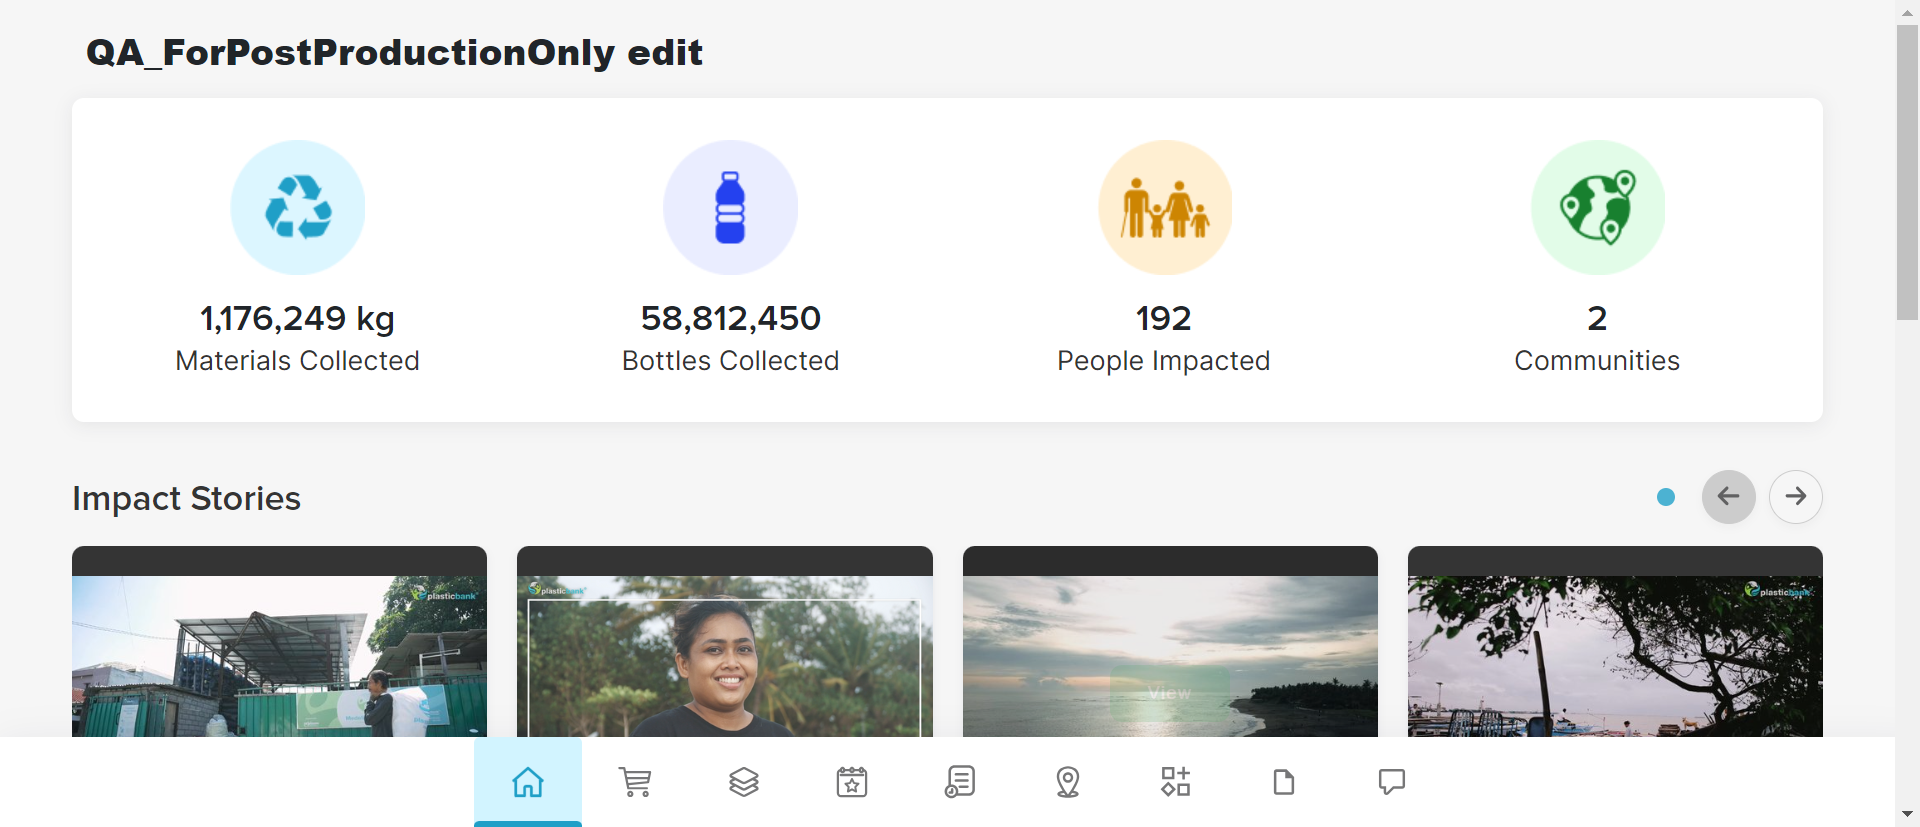 QA_ForPostProductionOnly edit
1,176,249 kg
Materials Collected
58,812,450
Bottles Collected
192
People Impacted
2
Communities
Impact Stories
plasticbank
plasticbank
View
plasticbank